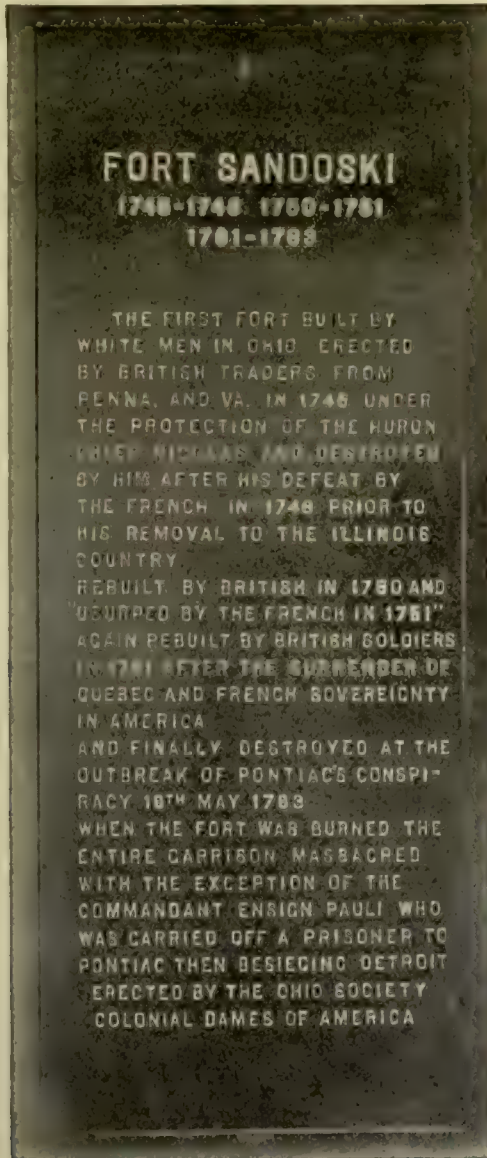 FORT SANDOSKI
1745-1748 1750-1751
1761-1763
THE FIRST FORT BUILT BY
WHITE MEN IN OHIO ERECTED
BY BRITISH TRADERS FROM
PENNA. AND VA. IN 1745 UNDER
THE PROTECTION OF THE HURON
CHIEF NICOLAS AND DESTROYED
BY HIM AFTER HIS DEFEAT BY
THE FRENCH IN 1748 PRIOR TO
HIS REMOVAL TO THE ILLINOIS
COUNTRY
REBUILT BY BRITISH IN 1750 AND
"USURPED BY THE FRENCH IN 1751"
AGAIN REBUILT BY BRITISH SOLDIERS
IN 1761 AFTER THE SURRENDER OF
QUEBEC AND FRENCH SOVEREIGNTY
IN AMERICA
AND FINALLY DESTROYED AT THE
OUTBREAK OF PONTIAC'S CONSPI-
RACY 16TH MAY 1763
WHEN THE FORT WAS BURNED THE
ENTIRE GARRISON MASSACRED
WITH THE EXCEPTION OF THE
COMMANDANT ENSIGN PAULI WHO
WAS CARRIED OFF A PRISONER TO
PONTIAC THEN BESIEGING DETROIT
ERECTED BY THE OHIO SOCIETY
COLONIAL DAMES OF AMERICA